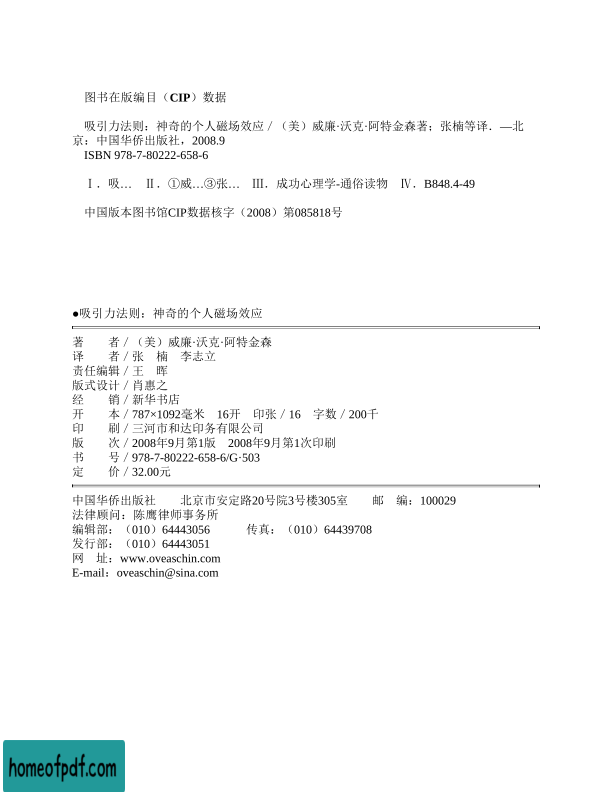 图书在版编目（CIP）数据
吸引力法则：神奇的个人磁场效应／（美）威廉·沃克·阿特金森著；张楠等译．—北
京：中国华侨出版社，2008.9
ISBN 978-7-80222-658-6
Ⅰ．吸…　Ⅱ．①威…③张…　Ⅲ．成功心理学-通俗读物　Ⅳ．B848.4-49
中国版本图书馆CIP数据核字（2008）第085818号
●吸引力法则：神奇的个人磁场效应
著　　者／（美）威廉·沃克·阿特金森
译　　者／张　楠　李志立
责任编辑／王　晖
版式设计／肖惠之
经　　销／新华书店
开　　本／787×1092毫米　16开　印张／16　字数／200千
印　　刷／三河市和达印务有限公司
版　　次／2008年9月第1版　2008年9月第1次印刷
书　　号／978-7-80222-658-6/G·503
定　　价／32.00元
中国华侨出版社　　北京市安定路20号院3号楼305室　　邮　编：100029
法律顾问：陈鹰律师事务所
编辑部：（010）64443056　　　传真：（010）64439708
发行部：（010）64443051
网　址：www.oveaschin.com
E-mail：oveaschin@sina.com
homeofpdf.com